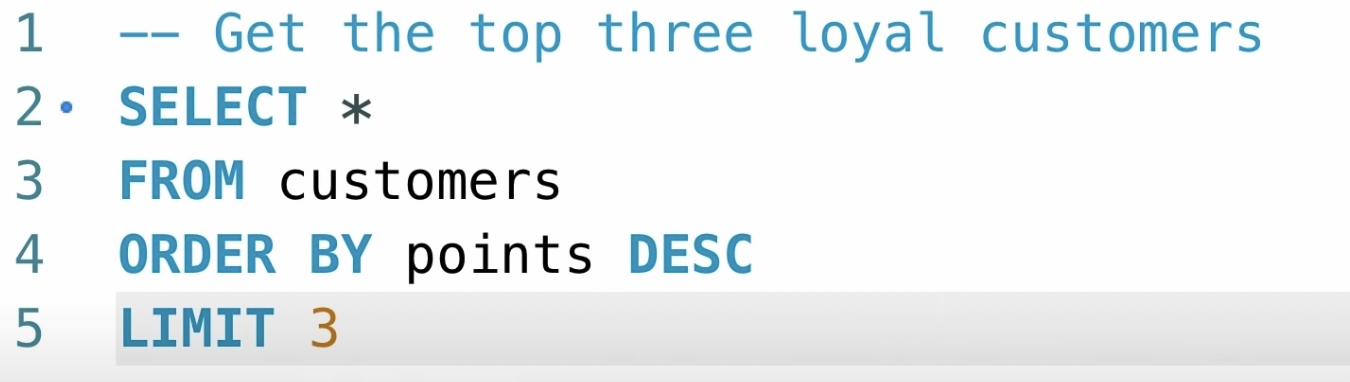 1 -- Get the top three loyal customers
2 SELECT *
3 FROM customers
4 ORDER BY points DESC
5 LIMIT 3